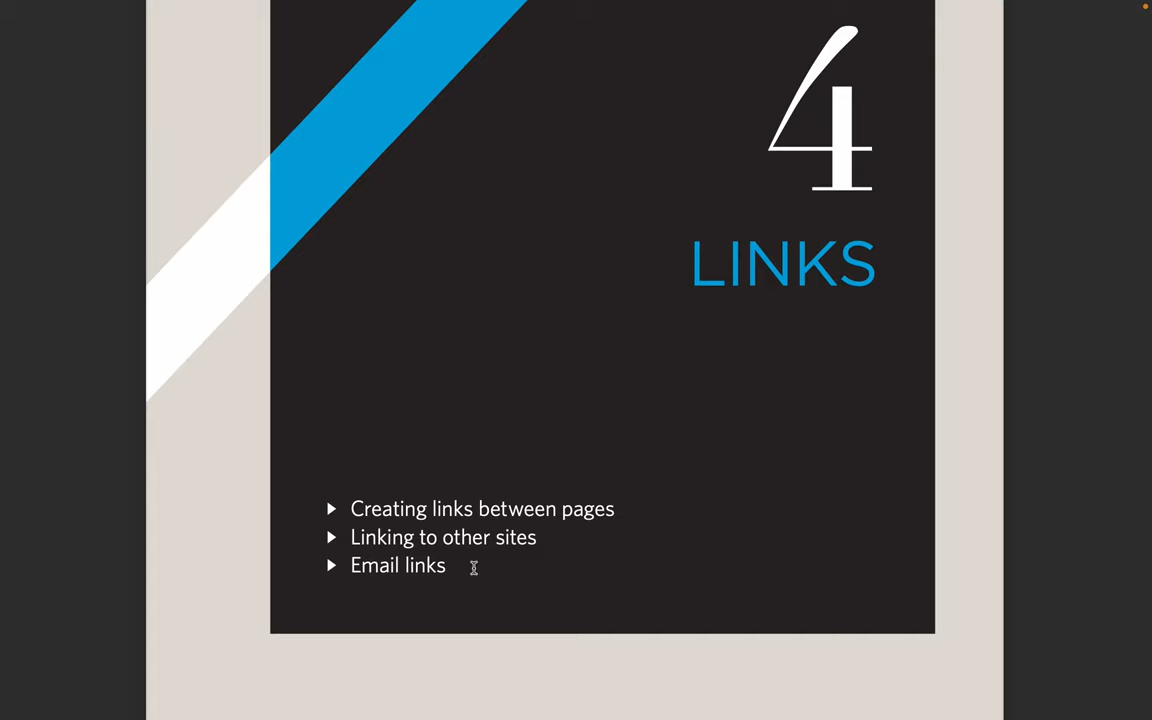 4
LINKS
Creating links between pages
Linking to other sites
Email links